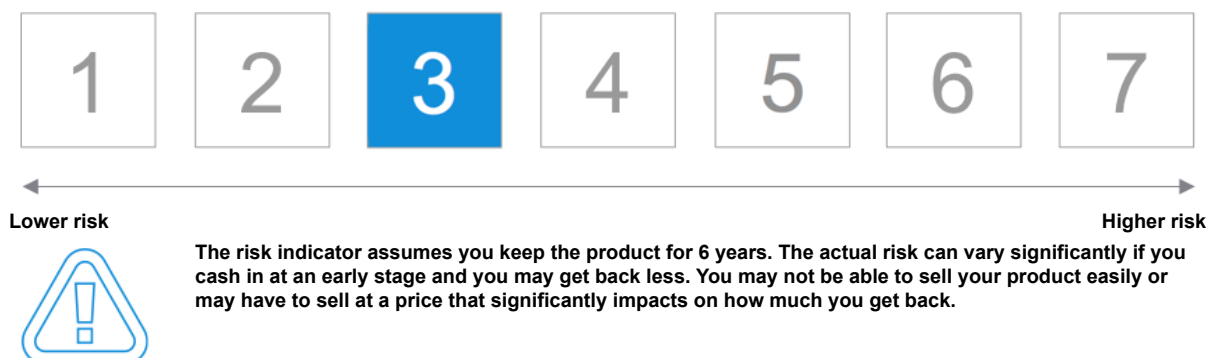 1 2 3 4 5 6 7
Lower risk Higher risk
The risk indicator assumes you keep the product for 6 years. The actual risk can vary significantly if you
cash in at an early stage and you may get back less. You may not be able to sell your product easily or
may have to sell at a price that significantly impacts on how much you get back.